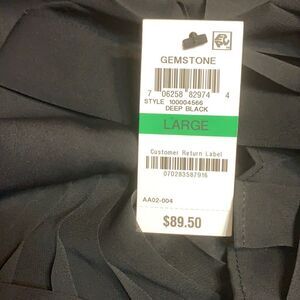 GEMSTONE
7 06258 82974 4
STYLE 100004566
DEEP BLACK
LARGE
Customer Return Label
070283587916
AA02-004
$89.50